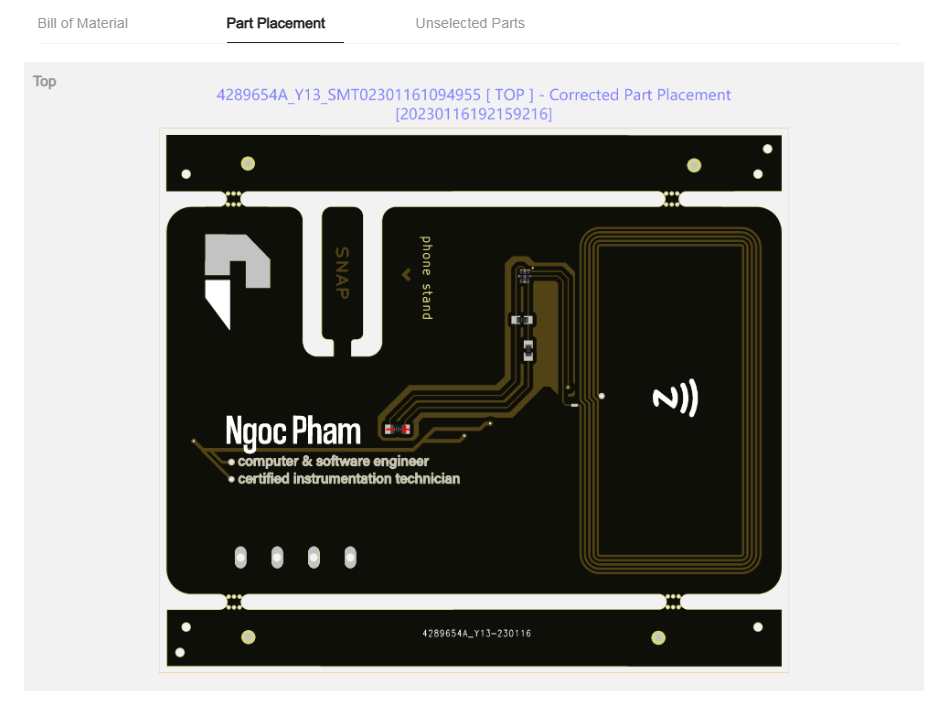 Bill of Material
Part Placement
Unselected Parts
Top
4289654A_Y13_SMT02301161094955 [ TOP ] - Corrected Part Placement
[20230116192159216]
SNAP
phone stand
Ngoc Pham
computer & software engineer
certified instrumentation technician
4289654A_Y13-230116